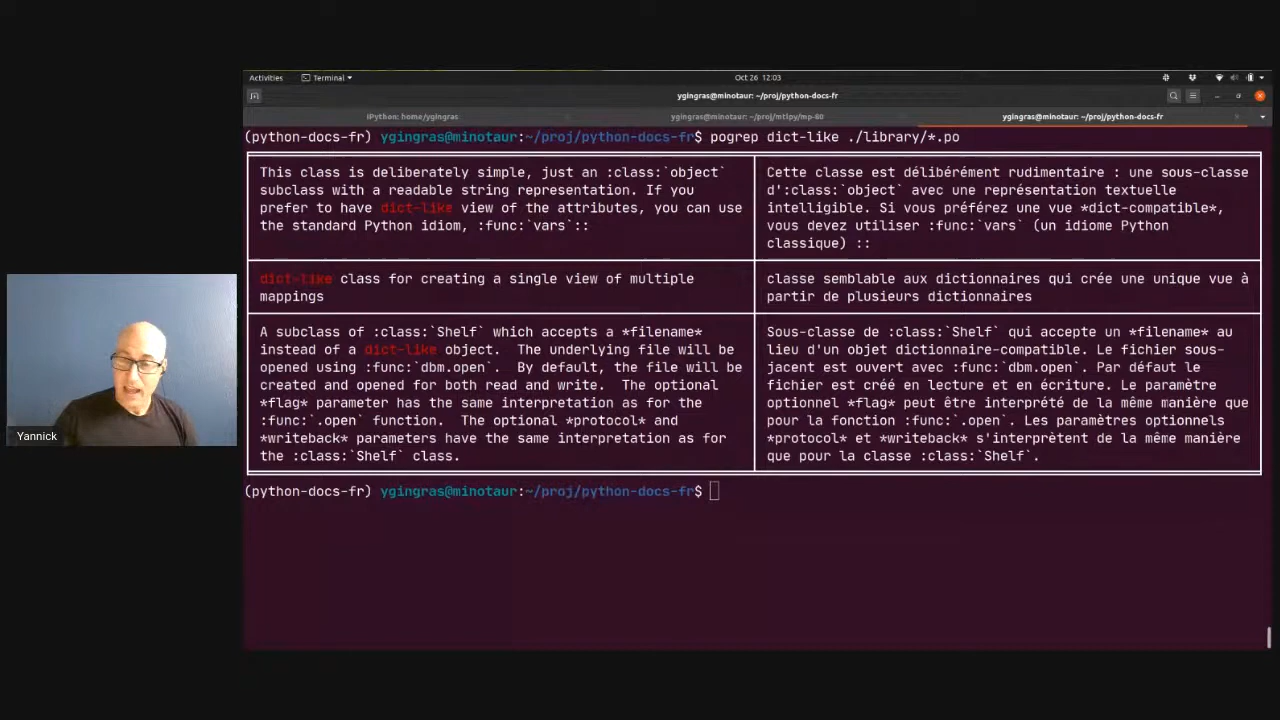 Activities Terminal Oct 26 12:03
ygingras@minotaur: ~/proj/python-docs-fr
iPython: home/ygingras ygingras@minotaur: ~/proj/mtlpy/mp-60 ygingras@minotaur: ~/proj/python-docs-fr
(python-docs-fr) ygingras@minotaur:~/proj/python-docs-fr$ pogrep dict-like ./library/*.po
This class is deliberately simple, just an :class:`object`
subclass with a readable string representation. If you
prefer to have dict-like view of the attributes, you can use
the standard Python idiom, :func:`vars`::
Cette classe est délibérément rudimentaire : une sous-classe
d':class:`object` avec une représentation textuelle
intelligible. Si vous préférez une vue *dict-compatible*,
vous devez utiliser :func:`vars` (un idiome Python
classique) ::
dict-like class for creating a single view of multiple
mappings
classe semblable aux dictionnaires qui crée une unique vue à
partir de plusieurs dictionnaires
A subclass of :class:`Shelf` which accepts a *filename*
instead of a dict-like object.  The underlying file will be
opened using :func:`dbm.open`.  By default, the file will be
created and opened for both read and write.  The optional
*flag* parameter has the same interpretation as for the
:func:`.open` function.  The optional *protocol* and
*writeback* parameters have the same interpretation as for
the :class:`Shelf` class.
Sous-classe de :class:`Shelf` qui accepte un *filename* au
lieu d'un objet dictionnaire-compatible. Le fichier sous-
jacent est ouvert avec :func:`dbm.open`. Par défaut le
fichier est créé en lecture et en écriture. Le paramètre
optionnel *flag* peut être interprété de la même manière que
pour la fonction :func:`.open`. Les paramètres optionnels
*protocol* et *writeback* s'interprètent de la même manière
que pour la classe :class:`Shelf`.
(python-docs-fr) ygingras@minotaur:~/proj/python-docs-fr$
Yannick